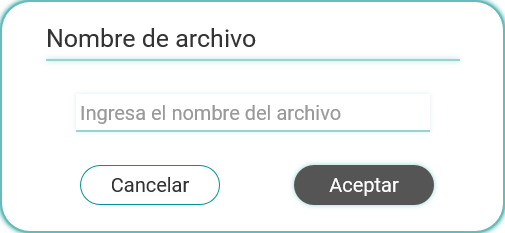 Nombre de archivo
Ingresa el nombre del archivo
Cancelar Aceptar